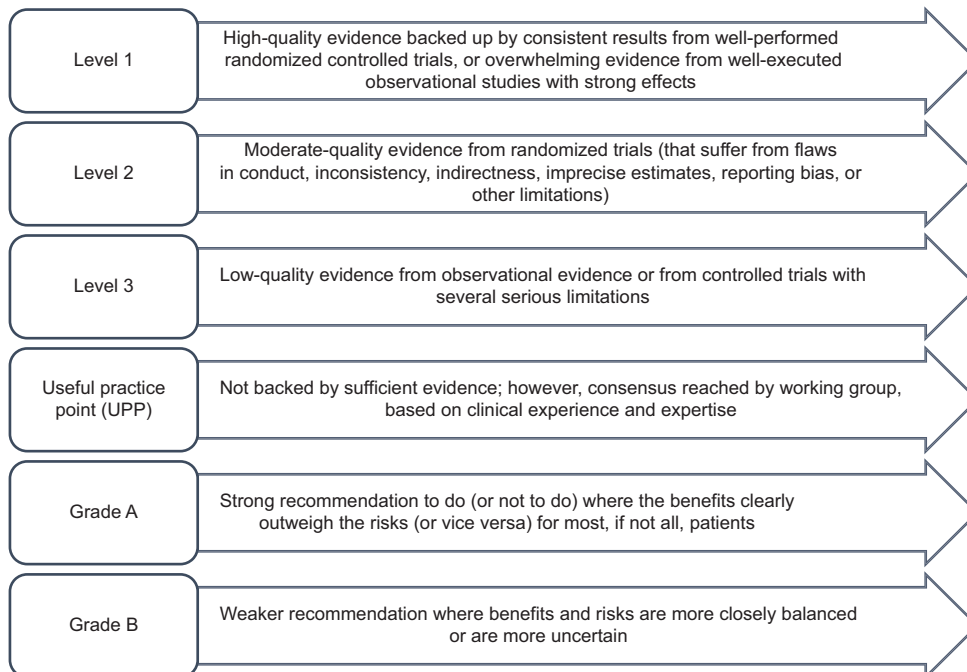 Level 1
High-quality evidence backed up by consistent results from well-performed
randomized controlled trials, or overwhelming evidence from well-executed
observational studies with strong effects
Level 2
Moderate-quality evidence from randomized trials (that suffer from flaws
in conduct, inconsistency, indirectness, imprecise estimates, reporting bias, or
other limitations)
Level 3
Low-quality evidence from observational evidence or from controlled trials with
several serious limitations
Useful practice
point (UPP)
Not backed by sufficient evidence; however, consensus reached by working group,
based on clinical experience and expertise
Grade A
Strong recommendation to do (or not to do) where the benefits clearly
outweigh the risks (or vice versa) for most, if not all, patients
Grade B
Weaker recommendation where benefits and risks are more closely balanced
or are more uncertain